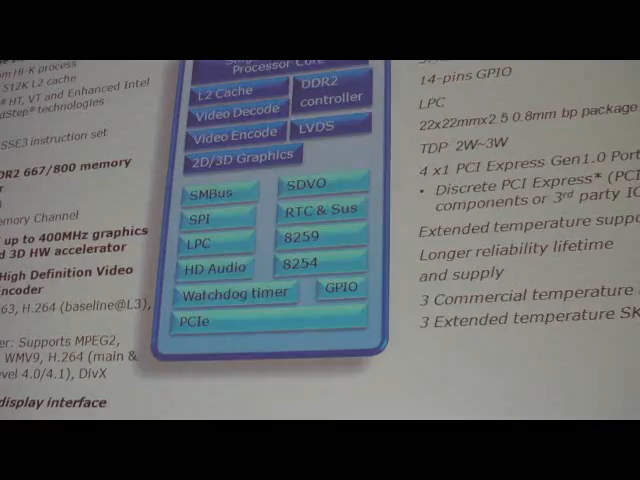 om Hi-K process
512K L2 cache
HT, VT and Enhanced Intel
dStep® technologies
SSE3 instruction set
DR2 667/800 memory
r
emory Channel
up to 400MHz graphics
d 3D HW accelerator
High Definition Video
ncoder
63, H.264 (baseline@L3),
er: Supports MPEG2,
WMV9, H.264 (main &
evel 4.0/4.1), DivX
display interface
Processor Core
L2 Cache
DDR2
controller
Video Decode
Video Encode
LVDS
2D/3D Graphics
SMBus
SDVO
SPI
RTC & Sus
LPC
8259
HD Audio
8254
Watchdog timer
GPIO
PCIe
14-pins GPIO
LPC
22x22mmx2.5 0.8mm bp package
TDP 2W~3W
4 x1 PCI Express Gen1.0 Port
• Discrete PCI Express* (PCI
components or 3rd party IO
Extended temperature suppo
Longer reliability lifetime
and supply
3 Commercial temperature
3 Extended temperature SK